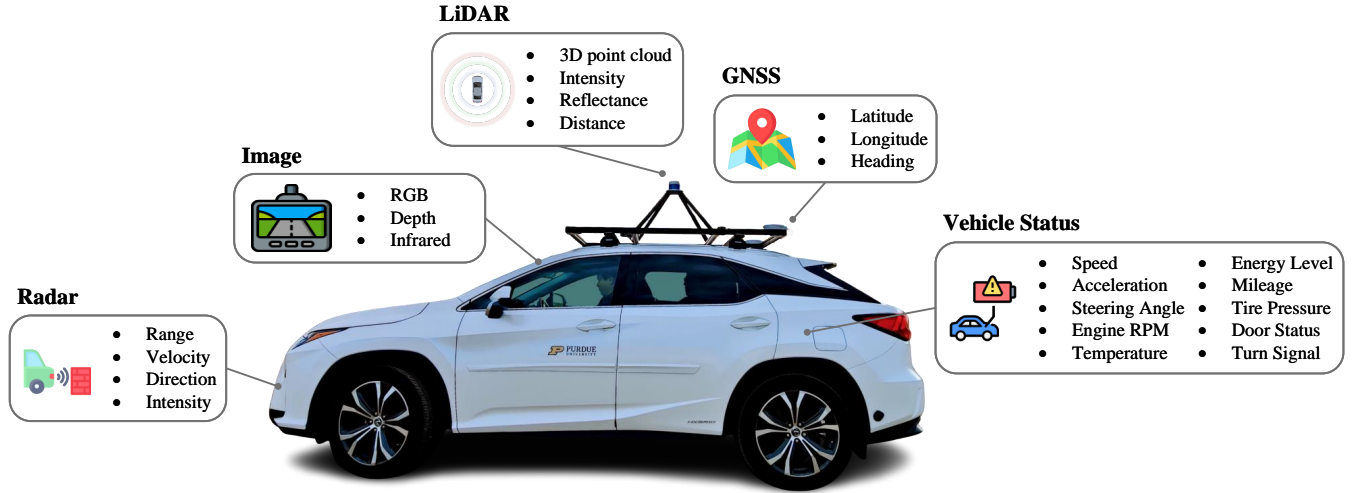 LiDAR
• 3D point cloud
• Intensity
• Reflectance
• Distance
GNSS
• Latitude
• Longitude
• Heading
Image
• RGB
• Depth
• Infrared
Vehicle Status
• Speed
• Acceleration
• Steering Angle
• Engine RPM
• Temperature
• Energy Level
• Mileage
• Tire Pressure
• Door Status
• Turn Signal
Radar
• Range
• Velocity
• Direction
• Intensity
P PURDUE
UNIVERSITY
HYBRID